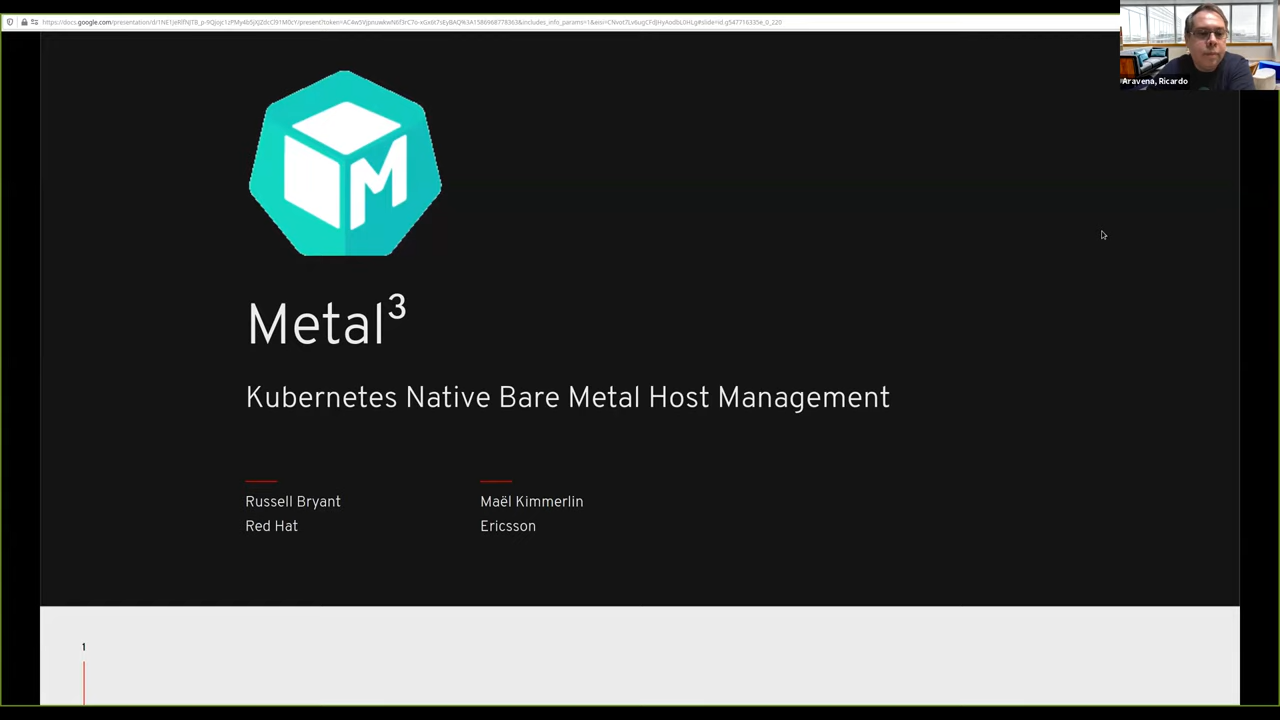 Aravena, Ricardo
M
Metal³
Kubernetes Native Bare Metal Host Management
Russell Bryant
Red Hat
Maël Kimmerlin
Ericsson
1